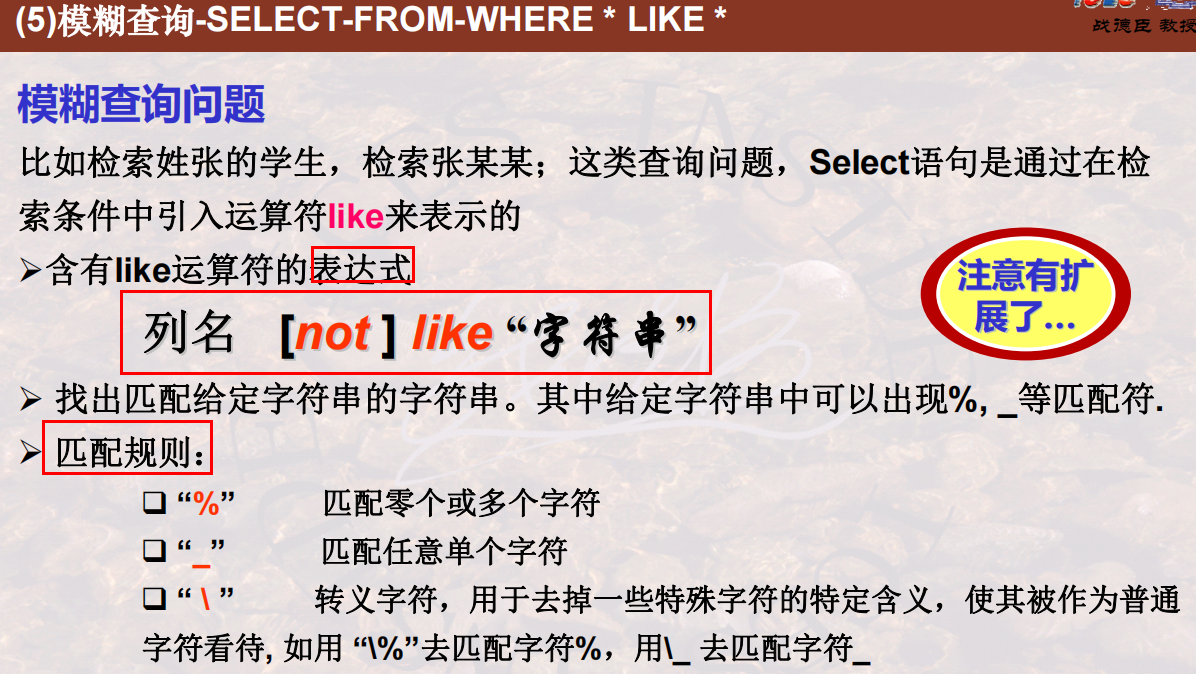 (5)模糊查询-SELECT-FROM-WHERE * LIKE *
战德臣 教授
模糊查询问题
比如检索姓张的学生，检索张某某；这类查询问题，Select语句是通过在检
索条件中引入运算符like来表示的
➢含有like运算符的表达式
注意有扩
展了...
列名 [not ] like “字符串”
➢ 找出匹配给定字符串的字符串。其中给定字符串中可以出现%, _等匹配符.
➢ 匹配规则：
❑ “%” 匹配零个或多个字符
❑ “_” 匹配任意单个字符
❑ “ \ ” 转义字符，用于去掉一些特殊字符的特定含义，使其被作为普通
字符看待, 如用 “\%”去匹配字符%，用\_ 去匹配字符_